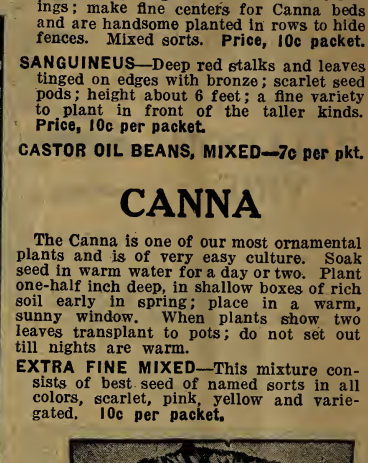 ings; make fine centers for Canna beds
and are handsome planted in rows to hide
fences. Mixed sorts. Price, 10c packet.
SANGUINEUS—Deep red stalks and leaves
tinged on edges with bronze; scarlet seed
pods; height about 6 feet; a fine variety
to plant in front of the taller kinds.
Price, 10c per packet.
CASTOR OIL BEANS, MIXED—7c per pkt.
CANNA
The Canna is one of our most ornamental
plants and is of very easy culture. Soak
seed in warm water for a day or two. Plant
one-half inch deep, in shallow boxes of rich
soil early in spring; place in a warm,
sunny window. When plants show two
leaves transplant to pots; do not set out
till nights are warm.
EXTRA FINE MIXED—This mixture con-
sists of best seed of named sorts in all
colors, scarlet, pink, yellow and varie-
gated. 10c per packet.